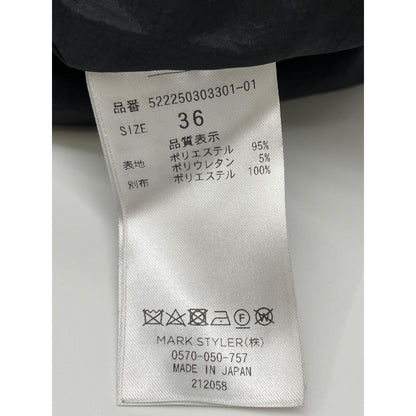 品番 522250303301-01
SIZE 36
品質表示
表地 ポリエステル 95%
ポリウレタン 5%
別布 ポリエステル 100%
MARK STYLER(株)
0570-050-757
MADE IN JAPAN
212058